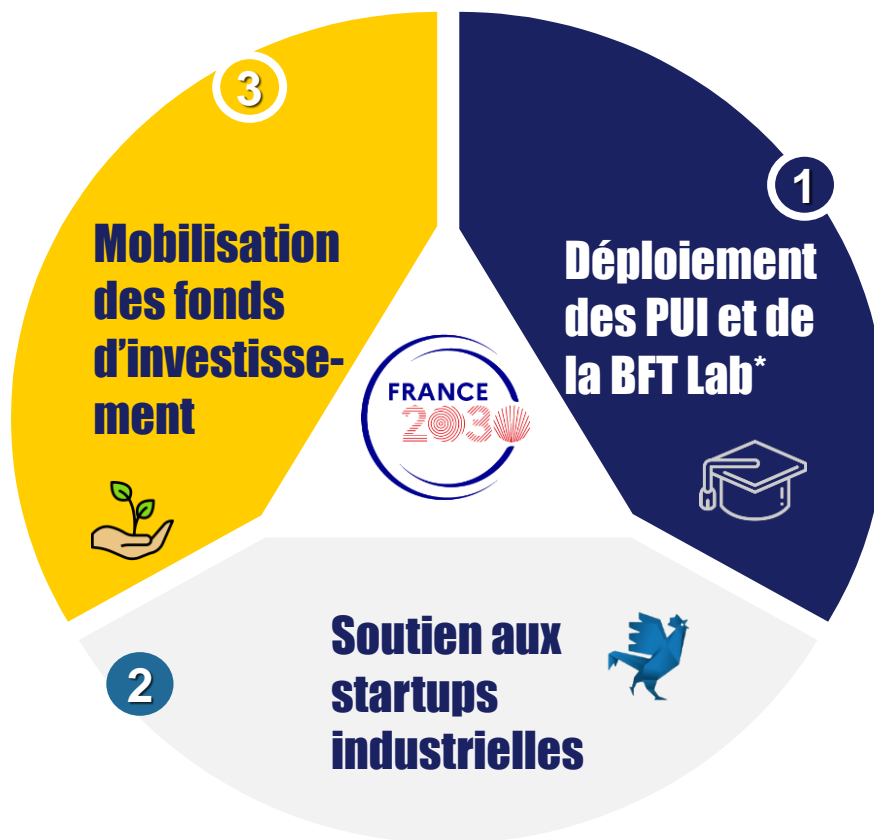 1
Déploiement
des PUI et de
la BFT Lab*
2
Soutien aux
startups
industrielles
3
Mobilisation
des fonds
d’investisse-
ment
FRANCE
2030